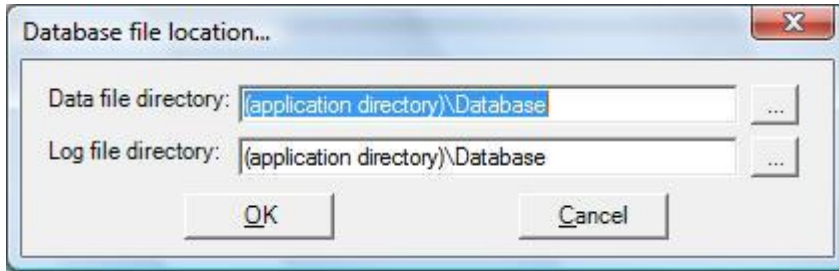 Database file location...
Data file directory: (application directory)\Database ...
Log file directory: (application directory)\Database ...
OK Cancel